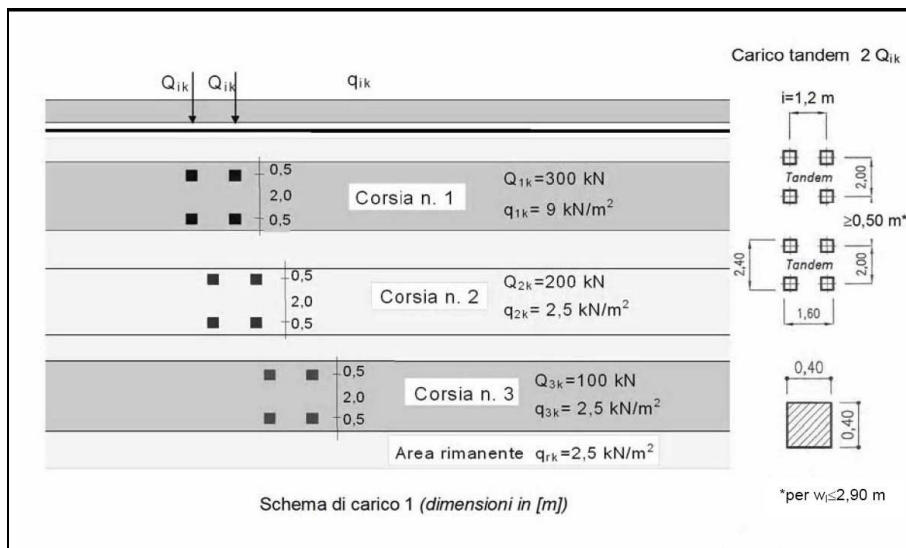 Carico tandem 2 Qik
Qik Qik qik
i=1,2 m
0,5
2,0
0,5
Corsia n. 1
Q1k=300 kN
q1k= 9 kN/m²
Tandem
2,00
≥0,50 m*
0,5
2,0
0,5
Corsia n. 2
Q2k=200 kN
q2k= 2,5 kN/m²
2,40
Tandem
2,00
1,60
0,5
2,0
0,5
Corsia n. 3
Q3k=100 kN
q3k= 2,5 kN/m²
0,40
0,40
Area rimanente qrk=2,5 kN/m²
Schema di carico 1 (dimensioni in [m])
*per wl≤2,90 m